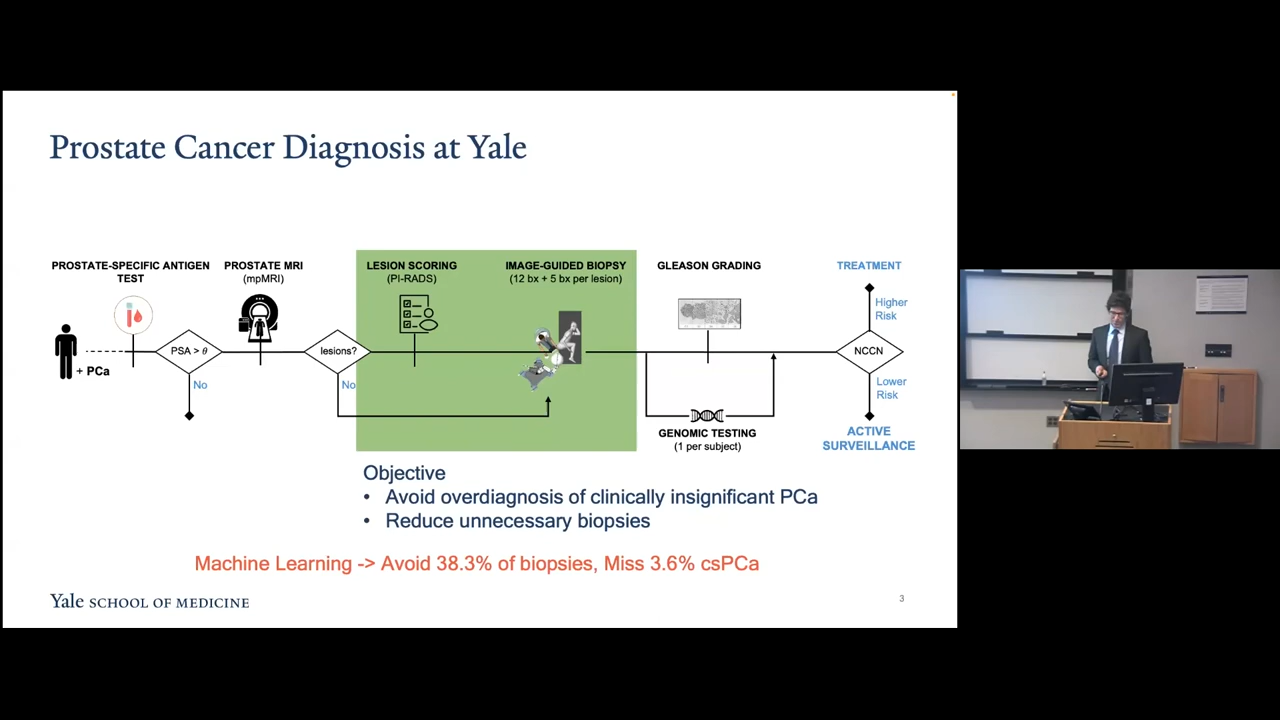 Prostate Cancer Diagnosis at Yale
PROSTATE-SPECIFIC ANTIGEN
TEST
PROSTATE MRI
(mpMRI)
LESION SCORING
(PI-RADS)
IMAGE-GUIDED BIOPSY
(12 bx + 5 bx per lesion)
GLEASON GRADING
TREATMENT
Higher
Risk
+ PCa
PSA > θ
lesions?
NCCN
No
No
Lower
Risk
GENOMIC TESTING
(1 per subject)
ACTIVE
SURVEILLANCE
Objective
• Avoid overdiagnosis of clinically insignificant PCa
• Reduce unnecessary biopsies
Machine Learning -> Avoid 38.3% of biopsies, Miss 3.6% csPCa
Yale SCHOOL OF MEDICINE
3